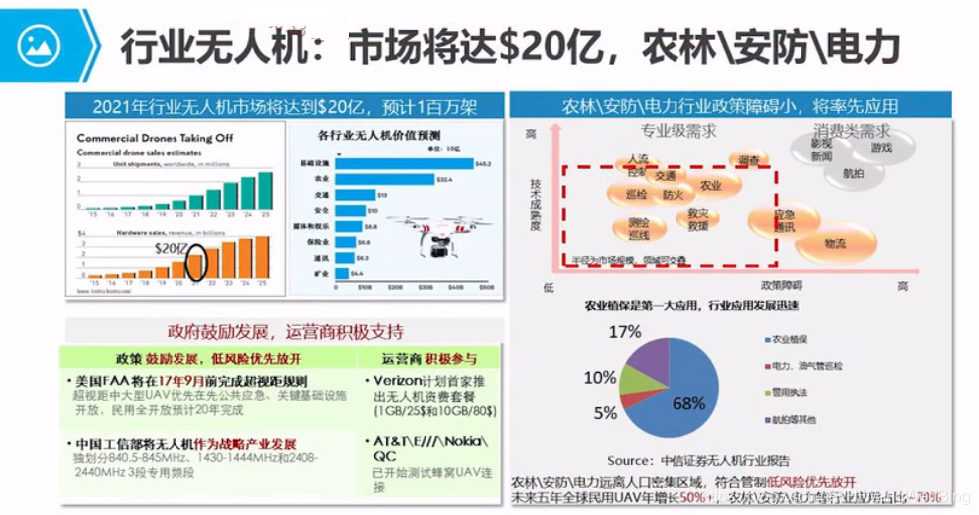 行业无人机：市场将达$20亿，农林\安防\电力
2021年行业无人机市场将达到$20亿，预计1百万架
Commercial Drones Taking Off
Commercial drone sales estimates
Unit shipments, worldwide, in millions
3
2
1
0
'15 '16 '17 '18 '19 '20 '21 '22 '23 '24 '25
Hardware sales, revenue, in billions
$4
3
2
1
0
$20亿
'15 '16 '17 '18 '19 '20 '21 '22 '23 '24 '25
各行业无人机价值预测
单位：10亿
基础设施 $45.2
农业 $32.4
交通 $13
安全 $10
媒体和娱乐 $8.8
保险业 $6.8
通讯 $6.3
矿业 $4.4
0 $10B $20B $30B $40B $50B
农林\安防\电力行业政策障碍小，将率先应用
高
专业级需求
消费类需求
技术成熟度
人流
控制
交通
调查
巡检
防火
农业
测绘
巡线
救灾
救援
应急
通讯
物流
影视
新闻
游戏
航拍
半径为市场规模，领域可交叠
低
政策障碍
高
政府鼓励发展，运营商积极支持
政策 鼓励发展，低风险优先放开
运营商 积极参与
• 美国FAA将在17年9月前完成超视距规则
超视距中大型UAV优先在先公共应急、关键基础设施
开放，民用全开放预计20年完成
• Verizon计划首家推
出无人机资费套餐
(1GB/25$和10GB/80$)
• 中国工信部将无人机作为战略产业发展
独划分840.5-845MHz、1430-1444MHz和2408-
2440MHz 3段专用频段
• AT&T\E///\Nokia\
QC
已开始测试蜂窝UAV连
接
农业植保是第一大应用，行业应用发展迅速
17%
10%
5%
68%
农业植保
电力、油气管巡检
警用执法
航拍等其他
Source：中信证券无人机行业报告
农林\安防\电力远离人口密集区域，符合管制低风险优先放开
未来五年全球民用UAV年增长50%+，农林\安防\电力等行业应用占比~70%